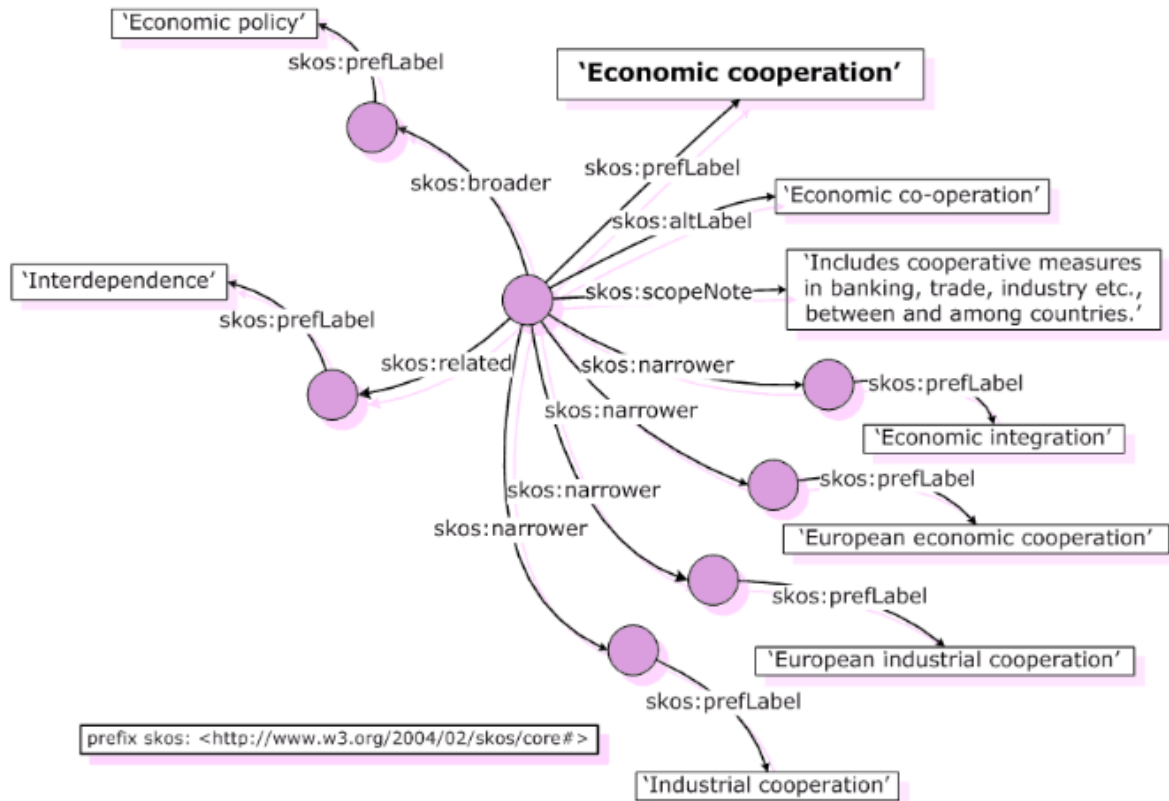 ‘Economic policy’
skos:prefLabel
‘Economic cooperation’
skos:prefLabel
skos:broader
‘Economic co-operation’
skos:altLabel
‘Interdependence’
skos:prefLabel
skos:scopeNote
‘Includes cooperative measures
in banking, trade, industry etc.,
between and among countries.’
skos:related
skos:narrower
skos:prefLabel
‘Economic integration’
skos:narrower
skos:prefLabel
‘European economic cooperation’
skos:narrower
skos:prefLabel
‘European industrial cooperation’
skos:narrower
skos:prefLabel
‘Industrial cooperation’
prefix skos: <http://www.w3.org/2004/02/skos/core#>